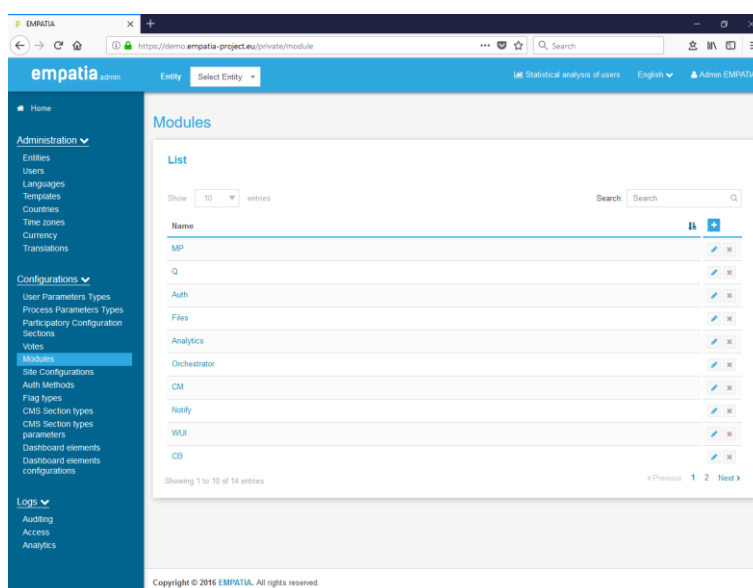 EMPATIA
https://demo.empatia-project.eu/private/module
Search
empatia admin
Entity
Select Entity
Statistical analysis of users
English
Admin EMPATIA
Home
Administration
Entities
Users
Languages
Templates
Countries
Time zones
Currency
Translations
Configurations
User Parameters Types
Process Parameters Types
Participatory Configuration
Sections
Votes
Modules
Site Configurations
Auth Methods
Flag types
CMS Section types
CMS Section types
parameters
Dashboard elements
Dashboard elements
configurations
Logs
Auditing
Access
Analytics
Modules
List
Show 10 entries
Search: Search
Name
MP
Q
Auth
Files
Analytics
Orchestrator
CM
Notify
WUI
CB
Showing 1 to 10 of 14 entries
< Previous 1 2 Next >
Copyright © 2016 EMPATIA. All rights reserved.